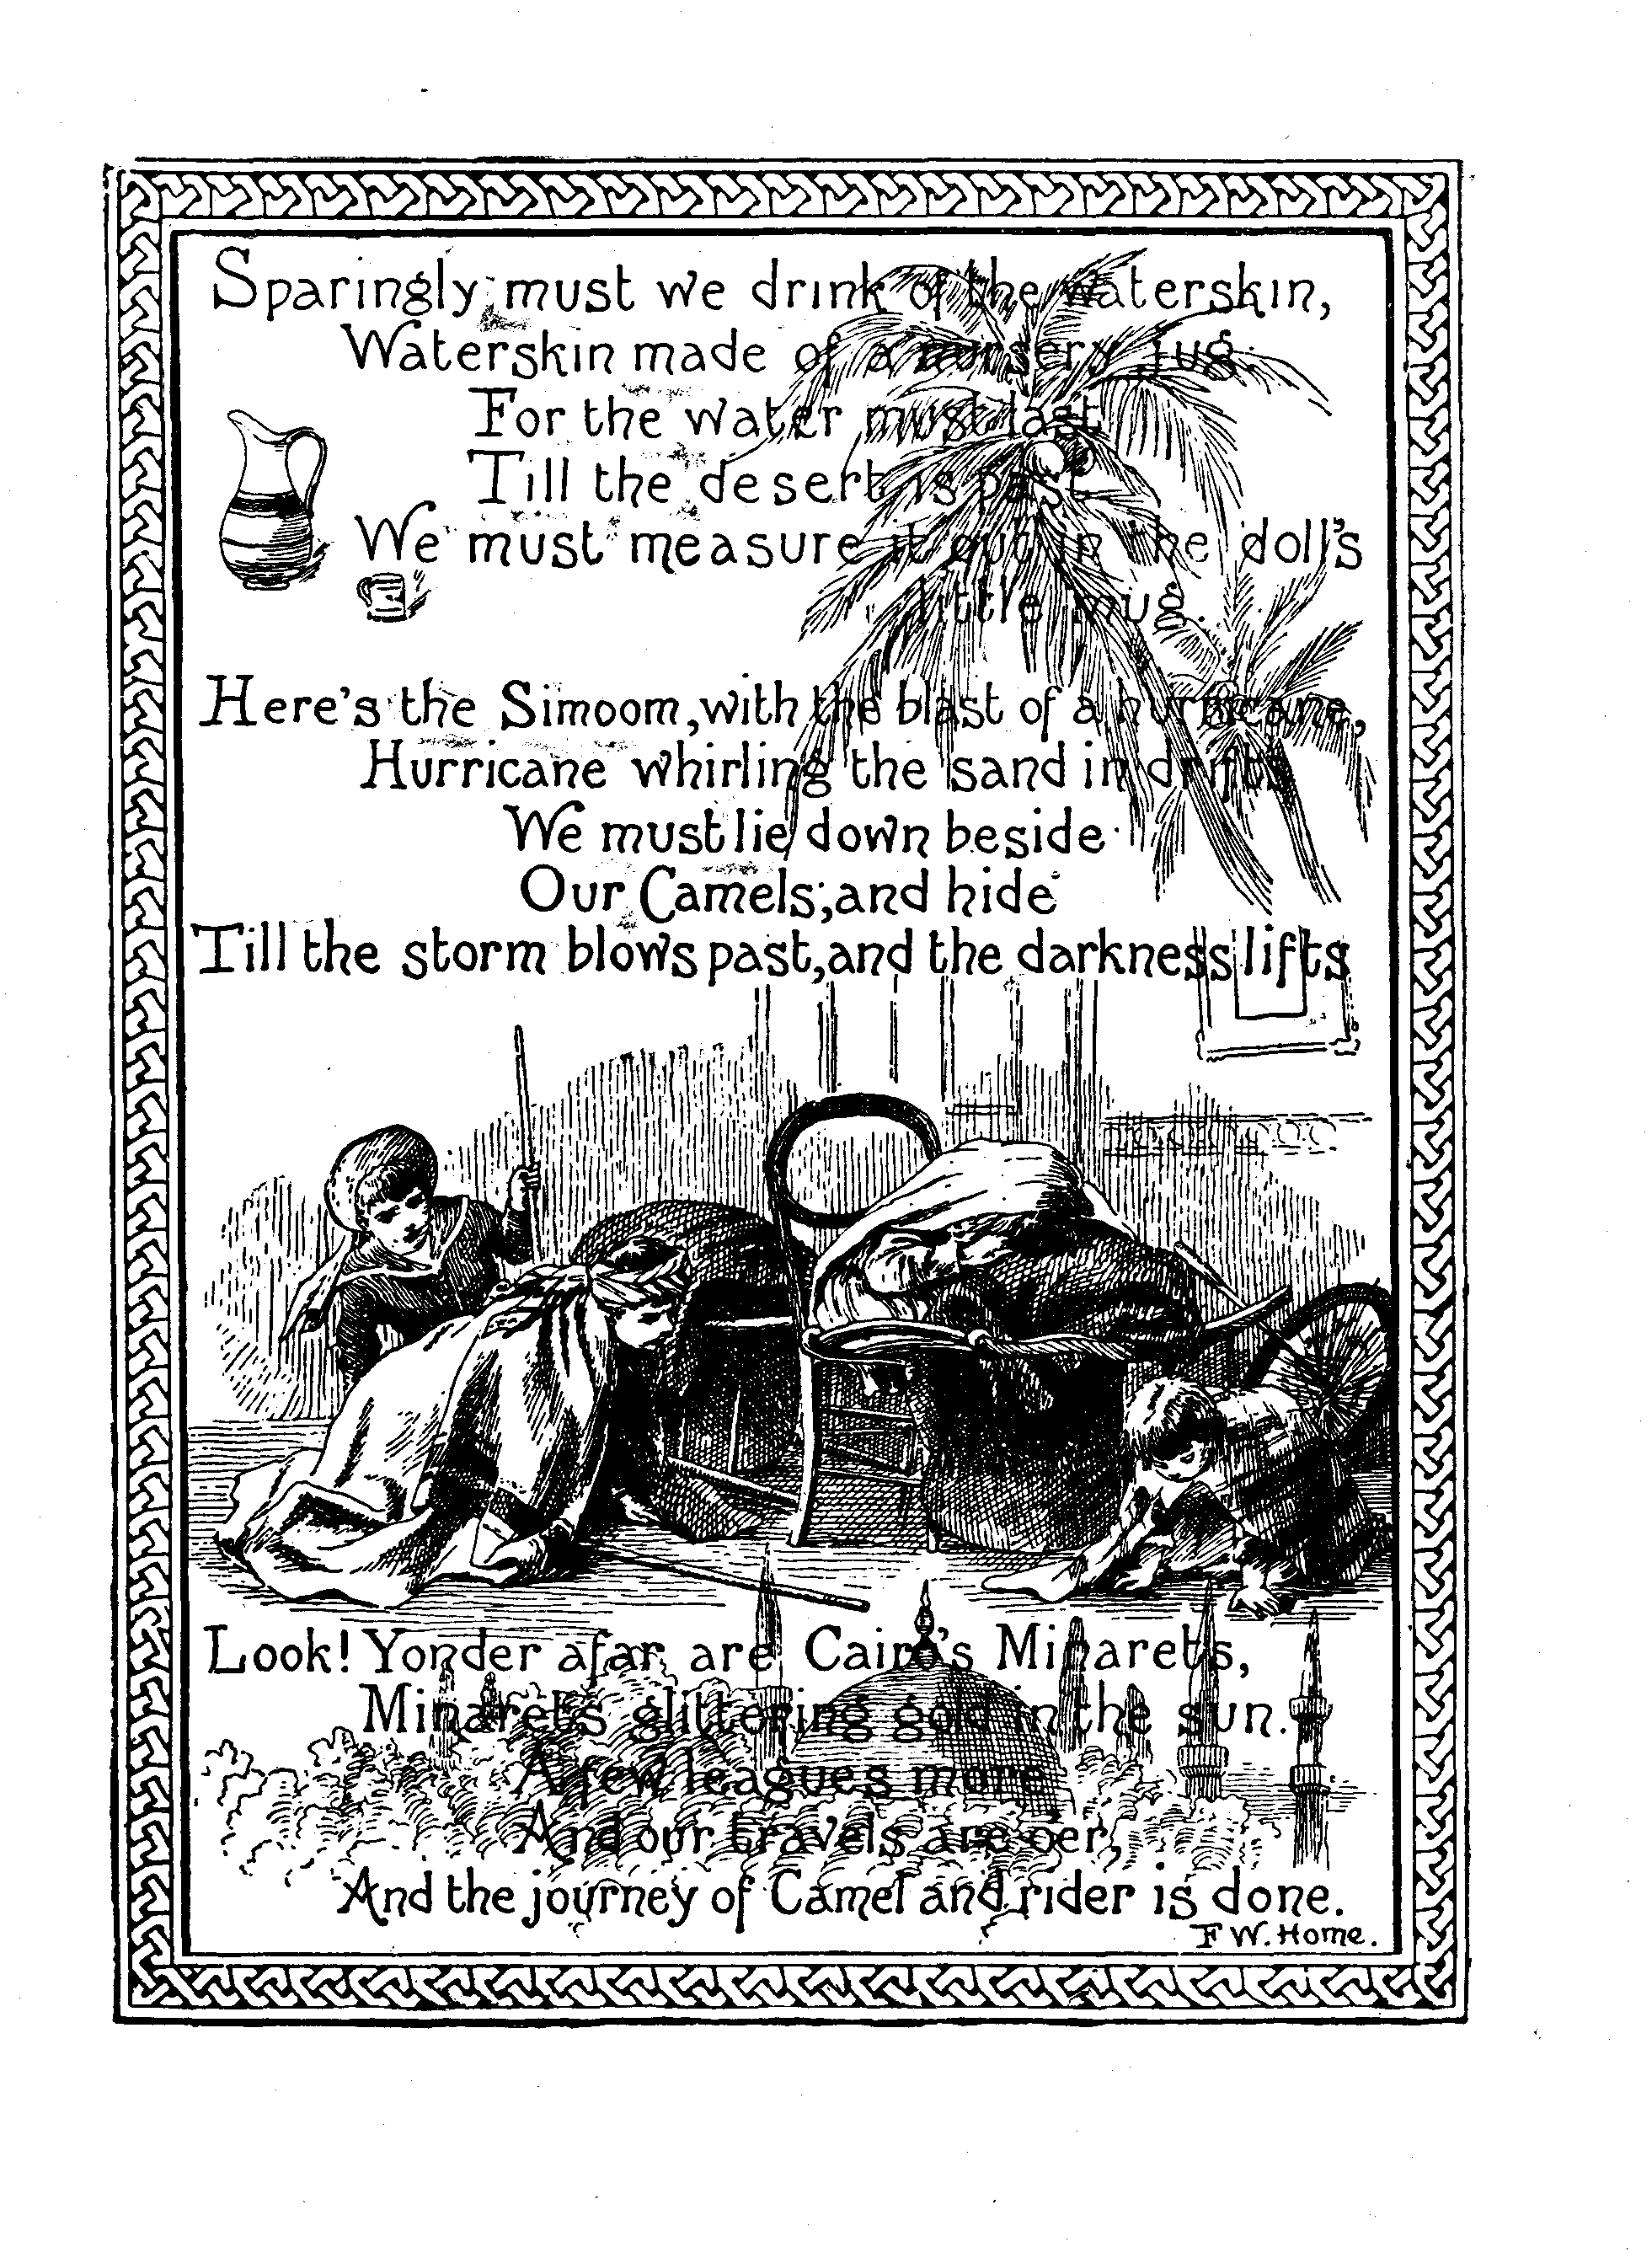 Sparingly must we drink of the waterskin,
Waterskin made of a nursery jug.
For the water must last
Till the desert is past
We must measure it out in the doll's
little mug.
Here's the Simoom, with the blast of a hurricane,
Hurricane whirling the sand in drifts
We must lie down beside
Our Camels; and hide
Till the storm blows past, and the darkness lifts
Look! Yonder afar are Cairo's Minarets,
Minarets glittering gold in the sun.
A few leagues more
And our travels are oer,
And the journey of Camel and rider is done.
F W. Home.